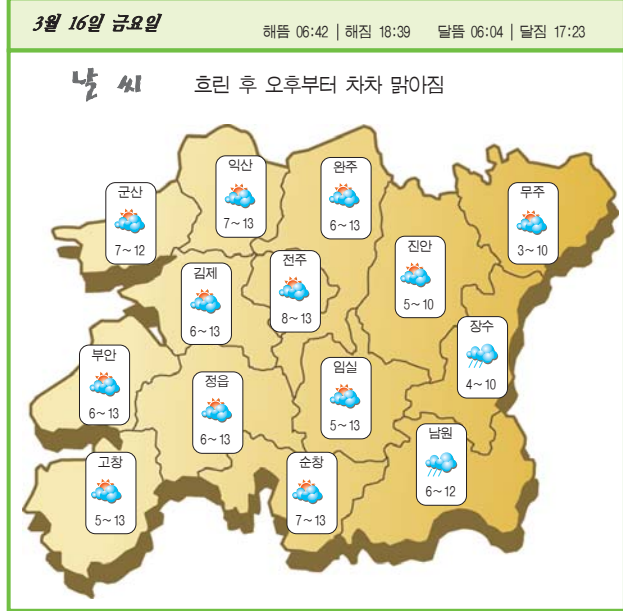 3월 16일 금요일
해뜸 06:42 | 해짐 18:39 달뜸 06:04 | 달짐 17:23
날씨 흐린 후 오후부터 차차 맑아짐
익산
7~13
완주
6~13
군산
7~12
무주
3~10
진안
5~10
전주
8~13
김제
6~13
장수
4~10
부안
6~13
임실
5~13
정읍
6~13
남원
6~12
고창
5~13
순창
7~13